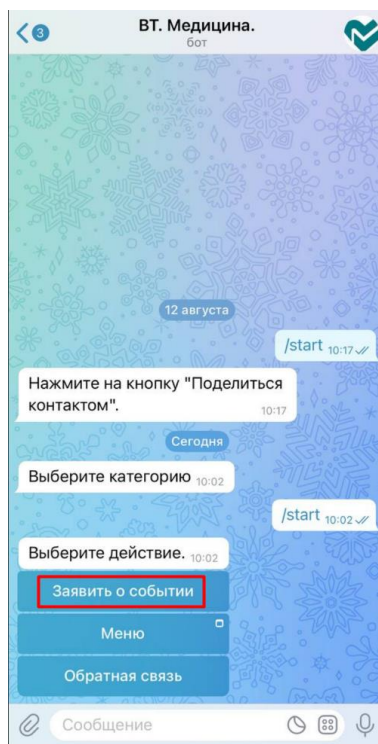 3
ВТ. Медицина.
бот
12 августа
/start 10:17
Нажмите на кнопку "Поделиться
контактом". 10:17
Сегодня
Выберите категорию 10:02
/start 10:02
Выберите действие. 10:02
Заявить о событии
Меню
Обратная связь
Сообщение